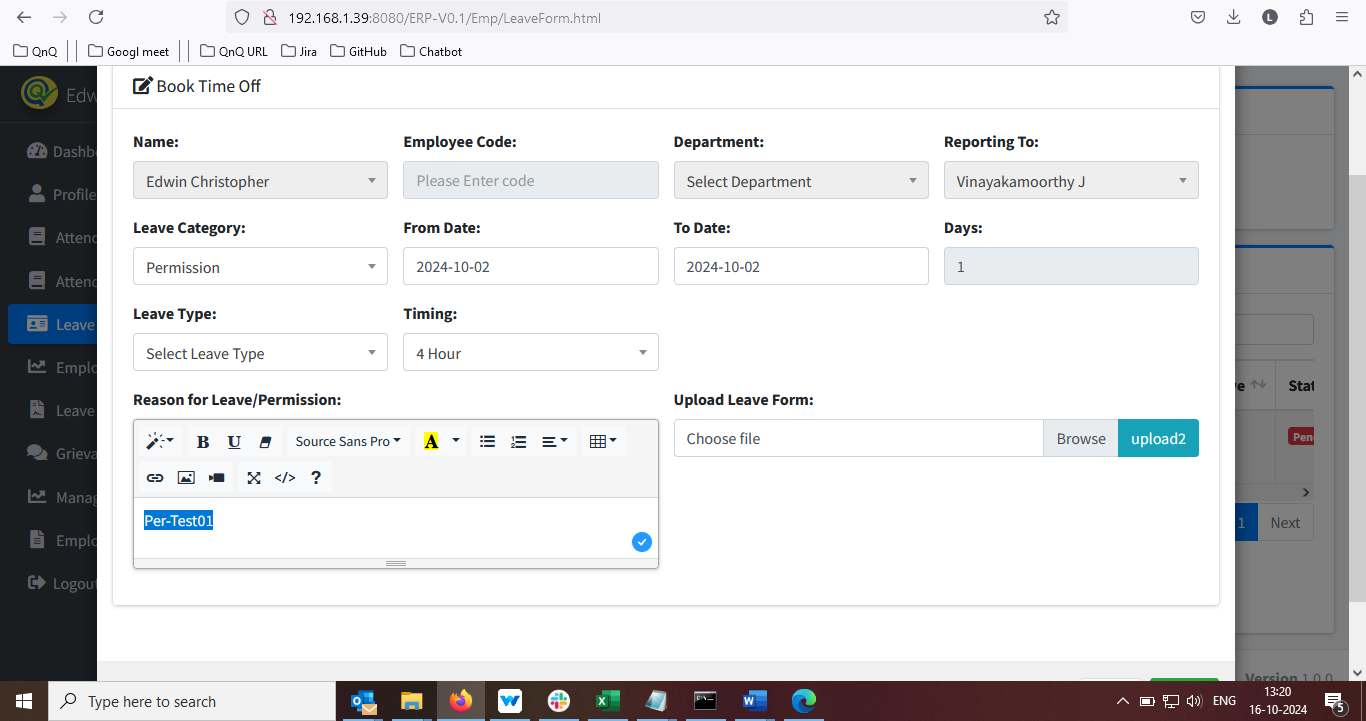 192.168.1.39:8080/ERP-V0.1/Emp/LeaveForm.html
L
QnQ
Googl meet
QnQ URL
Jira
GitHub
Chatbot
Edw
Dashb
Profile
Attend
Attend
Leave
Emplo
Leave
Grieva
Manag
Emplo
Logout
Book Time Off
Name:
Employee Code:
Department:
Reporting To:
Edwin Christopher
Please Enter code
Select Department
Vinayakamoorthy J
Leave Category:
From Date:
To Date:
Days:
Permission
2024-10-02
2024-10-02
1
Leave Type:
Timing:
Select Leave Type
4 Hour
Reason for Leave/Permission:
Upload Leave Form:
B U Source Sans Pro A
</> ?
Choose file
Browse
upload2
Per-Test01
ve
Stat
Pen
1
Next
Version 1.0.0
Type here to search
ENG
13:20
16-10-2024
5